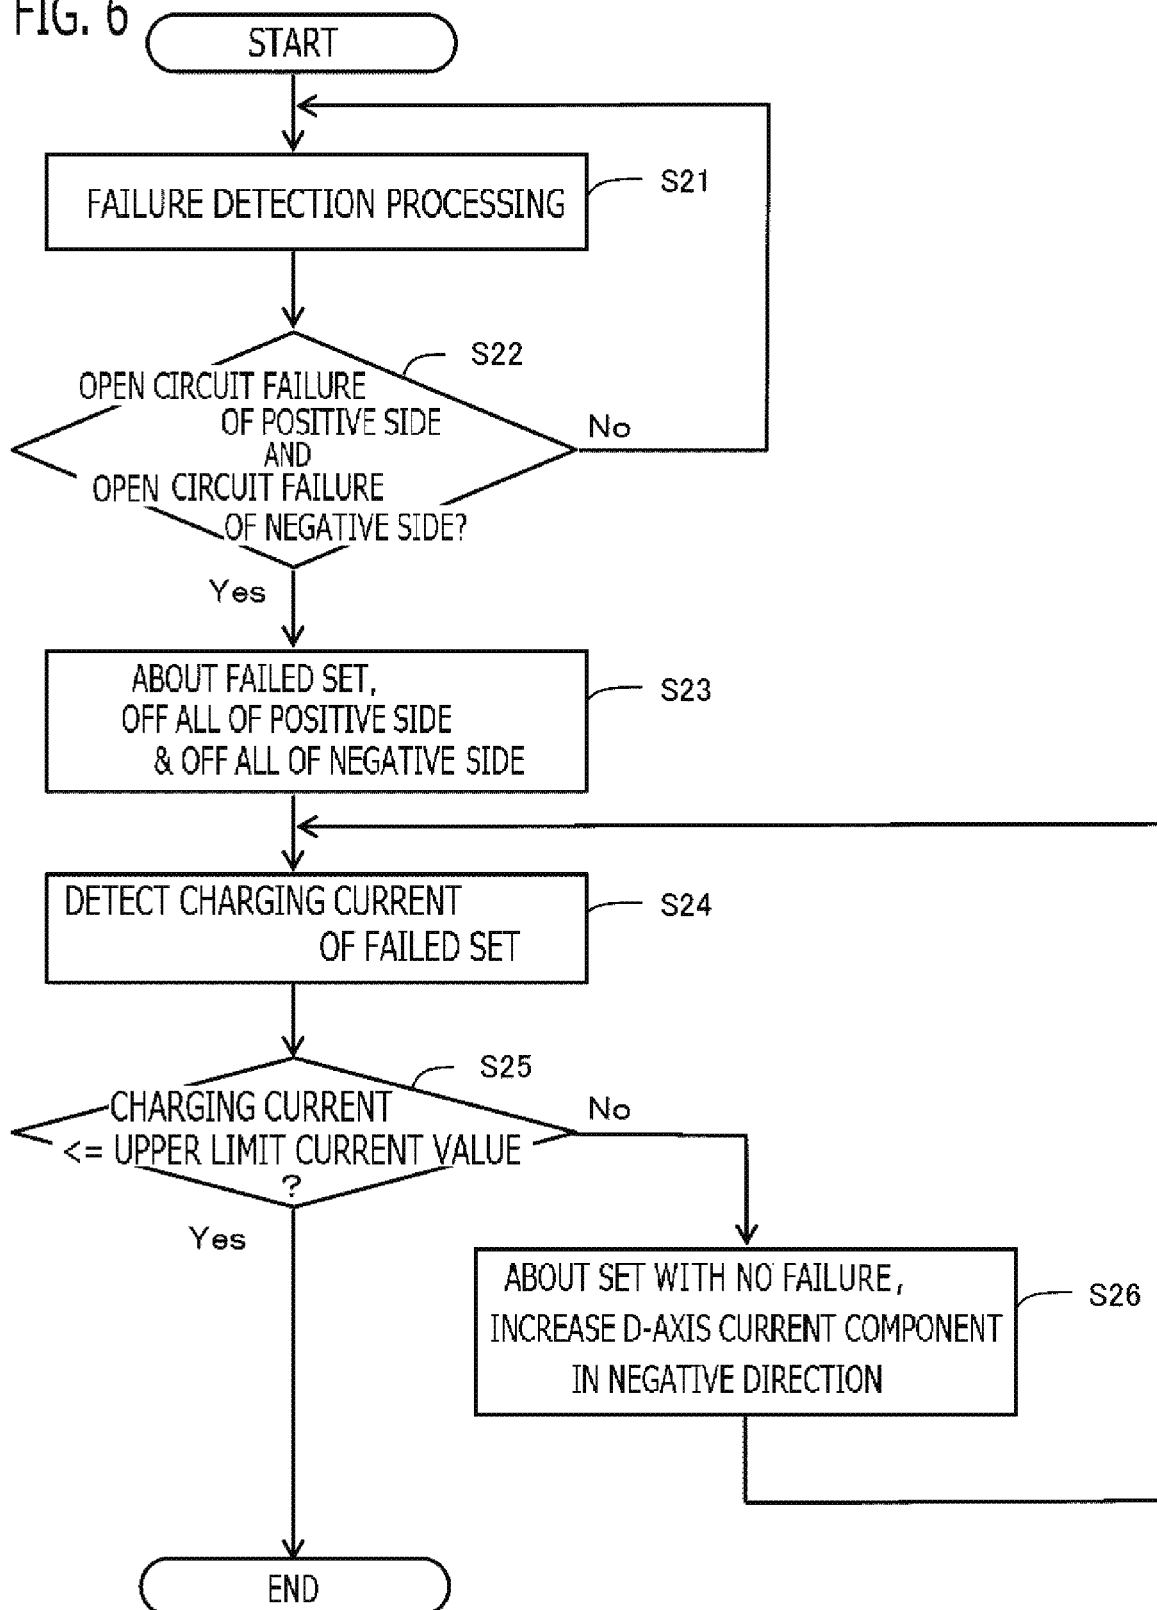 FIG. 6
START
FAILURE DETECTION PROCESSING
S21
S22
OPEN CIRCUIT FAILURE
OF POSITIVE SIDE
AND
OPEN CIRCUIT FAILURE
OF NEGATIVE SIDE?
No
Yes
ABOUT FAILED SET,
OFF ALL OF POSITIVE SIDE
& OFF ALL OF NEGATIVE SIDE
S23
DETECT CHARGING CURRENT
OF FAILED SET
S24
S25
CHARGING CURRENT
<= UPPER LIMIT CURRENT VALUE
?
No
Yes
ABOUT SET WITH NO FAILURE,
INCREASE D-AXIS CURRENT COMPONENT
IN NEGATIVE DIRECTION
S26
END